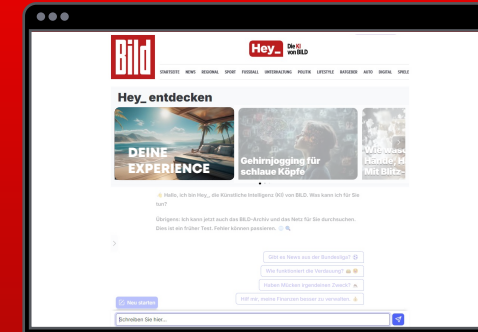 Bild
Hey_ Die KI
von BILD
STARTSEITE NEWS REGIONAL SPORT FUSSBALL UNTERHALTUNG POLITIK LIFESTYLE RATGEBER AUTO DIGITAL SPIELE
Hey_ entdecken
DEINE
EXPERIENCE
Gehirnjogging für
schlaue Köpfe
Hände, H
Mit Blitz-
Hallo, ich bin Hey_, die Künstliche Intelligenz (KI) von BILD. Was kann ich für Sie
tun?
Übrigens: Ich kann jetzt auch das BILD-Archiv und das Netz für Sie durchsuchen.
Dies ist ein früher Test. Fehler können passieren.
Gibt es News aus der Bundesliga?
Wie funktioniert die Verdauung?
Haben Mücken irgendeinen Zweck?
Hilf mir, meine Finanzen besser zu verwalten.
Neu starten
Schreiben Sie hier...